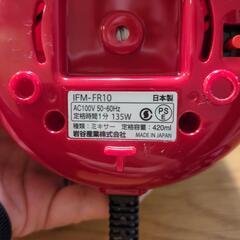 IFM-FR10 日本製
AC100V 50-60Hz
定格時間1分 135W
PS E
種類：ミキサー 定格容量：420ml
岩谷産業株式会社
MADE IN JAPAN